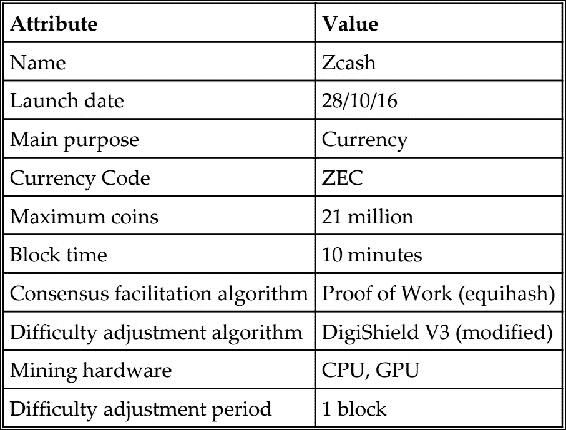 Attribute Value
Name Zcash
Launch date 28/10/16
Main purpose Currency
Currency Code ZEC
Maximum coins 21 million
Block time 10 minutes
Consensus facilitation algorithm Proof of Work (equihash)
Difficulty adjustment algorithm DigiShield V3 (modified)
Mining hardware CPU, GPU
Difficulty adjustment period 1 block